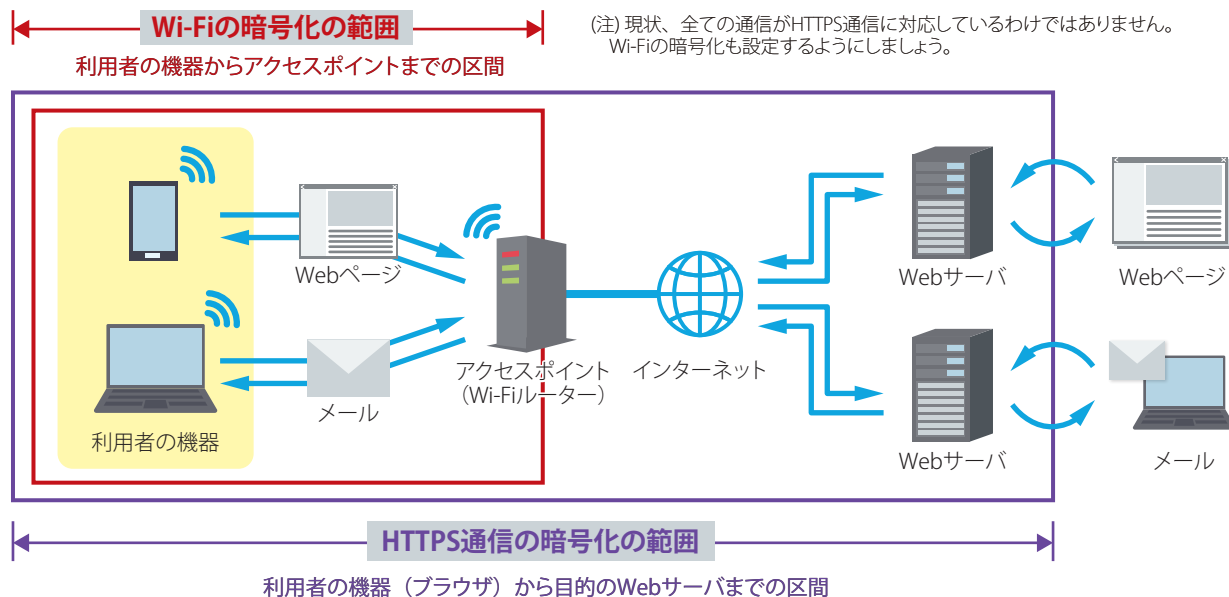 Wi-Fiの暗号化の範囲
利用者の機器からアクセスポイントまでの区間
(注) 現状、全ての通信がHTTPS通信に対応しているわけではありません。
Wi-Fiの暗号化も設定するようにしましょう。
Webページ
メール
利用者の機器
アクセスポイント
（Wi-Fiルーター）
インターネット
Webサーバ
Webページ
Webサーバ
メール
HTTPS通信の暗号化の範囲
利用者の機器（ブラウザ）から目的のWebサーバまでの区間